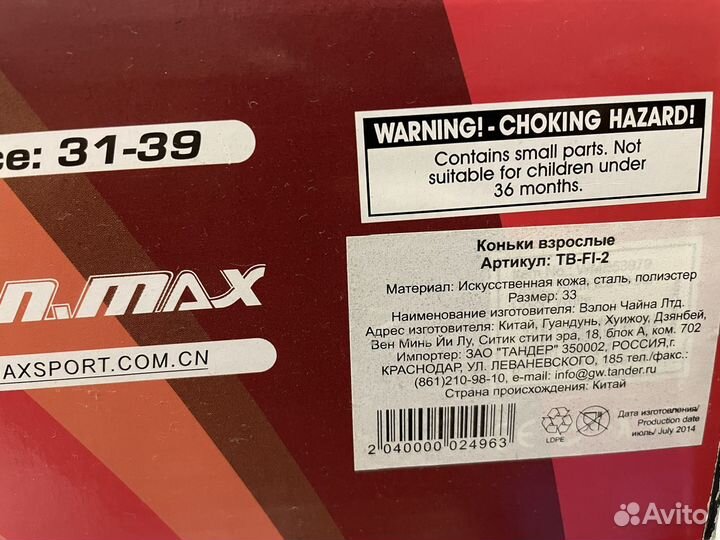 ce: 31-39
n.max
AXSPORT.COM.CN
WARNING! - CHOKING HAZARD!
Contains small parts. Not
suitable for children under
36 months.
Коньки взрослые
Артикул: TB-FI-2
Материал: Искусственная кожа, сталь, полиэстер
Размер: 33
Наименование изготовителя: Вэлон Чайна Лтд.
Адрес изготовителя: Китай, Гуандунь, Хуижоу, Дзянбей,
Вен Минь Йи Лу, Ситик стити эра, 18, блок А, ком. 702
Импортер: ЗАО "ТАНДЕР" 350002, РОССИЯ,г.
КРАСНОДАР, УЛ. ЛЕВАНЕВСКОГО, 185 тел./факс.:
(861)210-98-10, e-mail: info@gw.tander.ru
Страна происхождения: Китай
2 040000 024963
LDPE
Дата изготовления/
Production date
июль/ July 2014
Avito